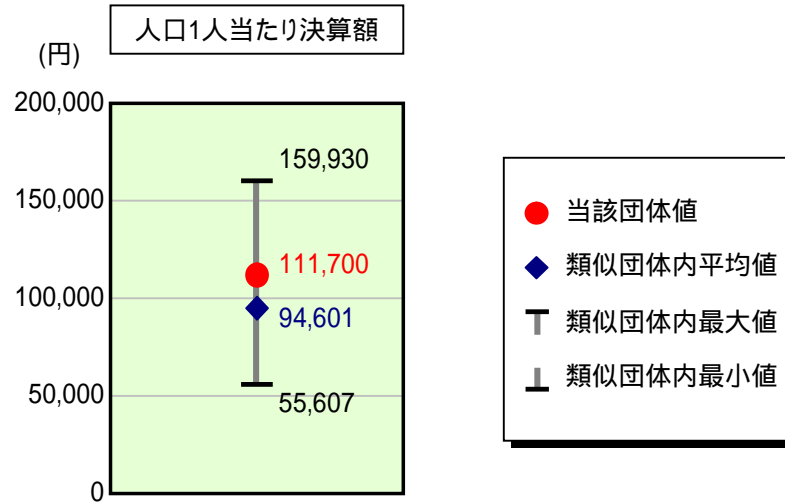 人口1人当たり決算額
(円)
200,000
150,000
100,000
50,000
0
159,930
111,700
94,601
55,607
当該団体値
類似団体内平均値
類似団体内最大値
類似団体内最小値